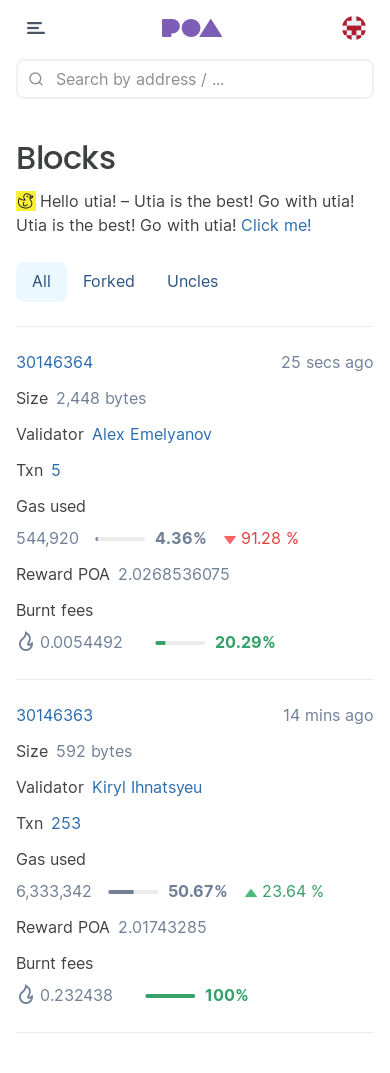 POA
Search by address / ...
Blocks
Hello utia! – Utia is the best! Go with utia!
Utia is the best! Go with utia! Click me!
All Forked Uncles
30146364 25 secs ago
Size 2,448 bytes
Validator Alex Emelyanov
Txn 5
Gas used
544,920 4.36% 91.28 %
Reward POA 2.0268536075
Burnt fees
0.0054492 20.29%
30146363 14 mins ago
Size 592 bytes
Validator Kiryl Ihnatsyeu
Txn 253
Gas used
6,333,342 50.67% 23.64 %
Reward POA 2.01743285
Burnt fees
0.232438 100%